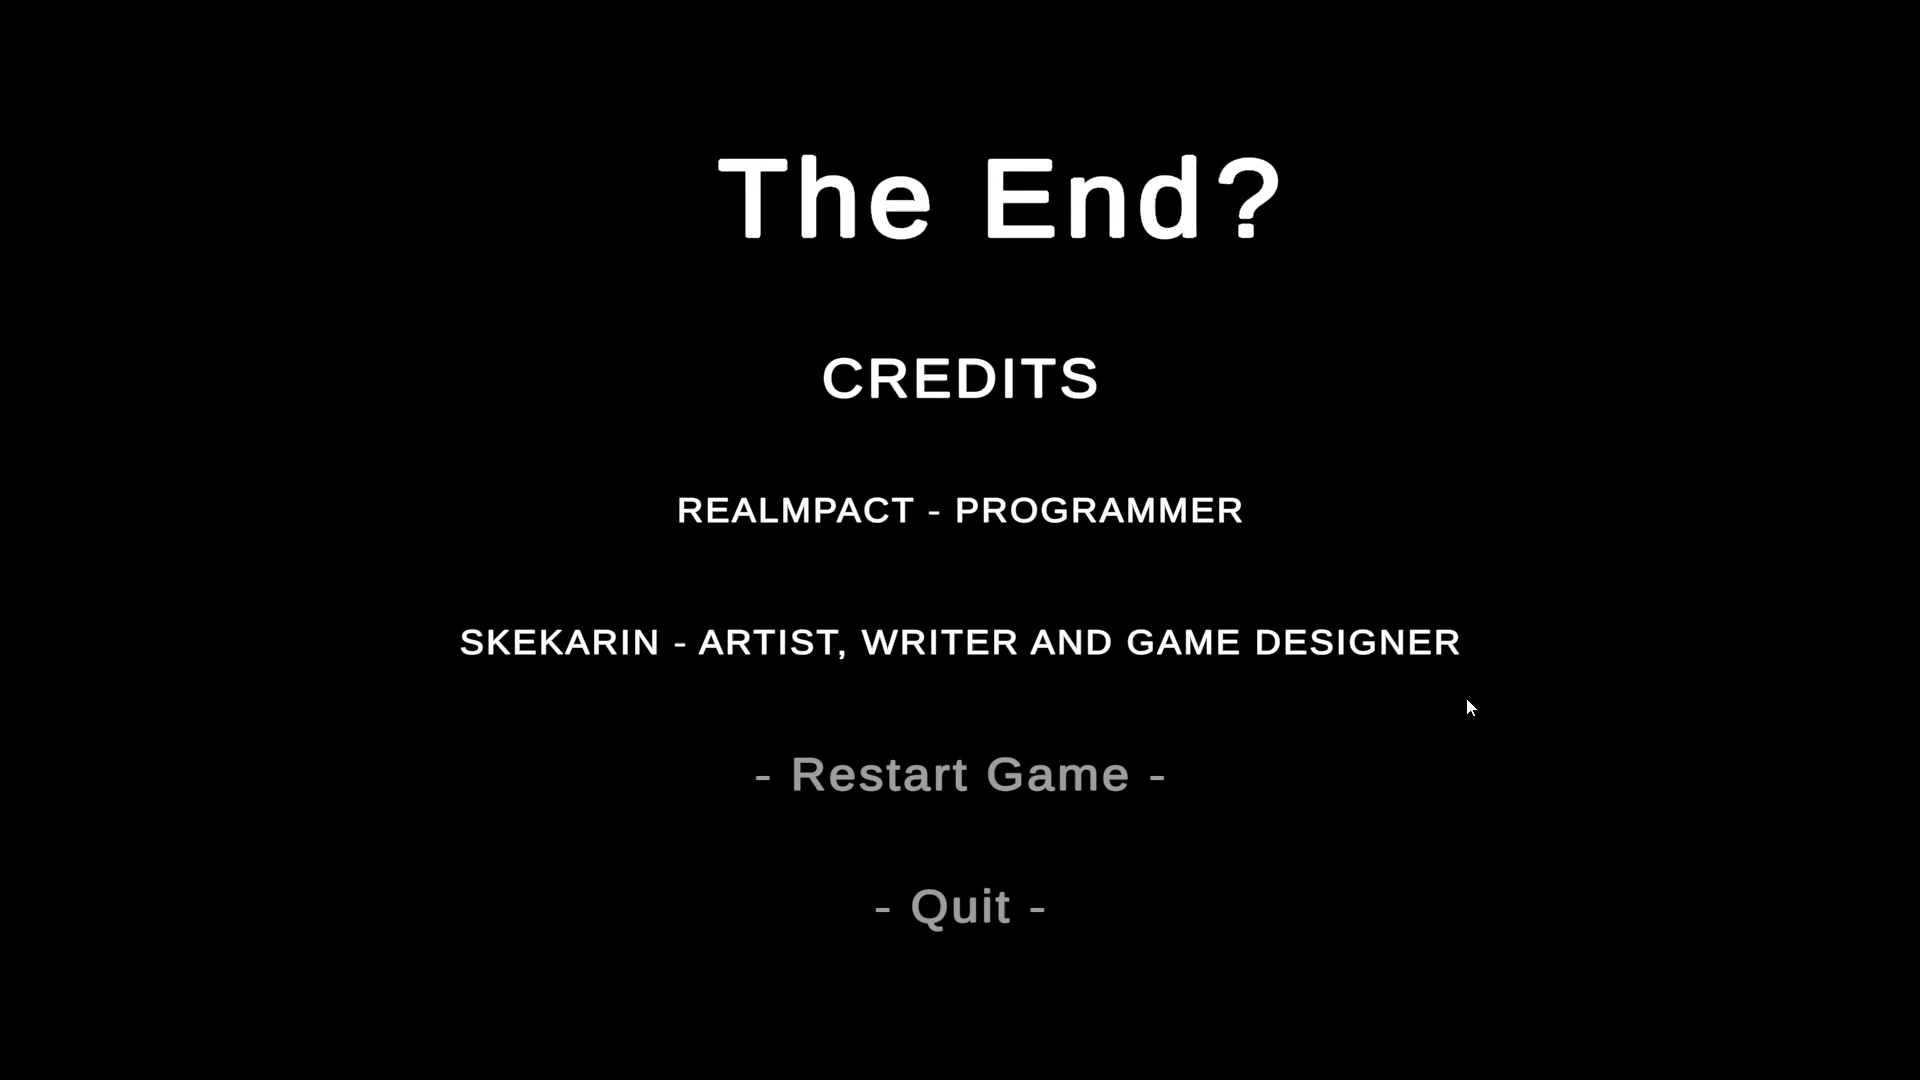 The End?
CREDITS
REALMPACT - PROGRAMMER
SKEKARIN - ARTIST, WRITER AND GAME DESIGNER
- Restart Game -
- Quit -